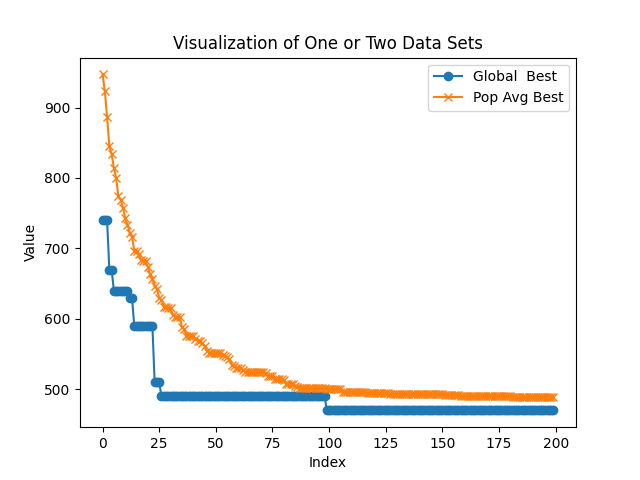 Visualization of One or Two Data Sets
Global  Best
Pop Avg Best
Value
900
800
700
600
500
0
25
50
75
100
125
150
175
200
Index